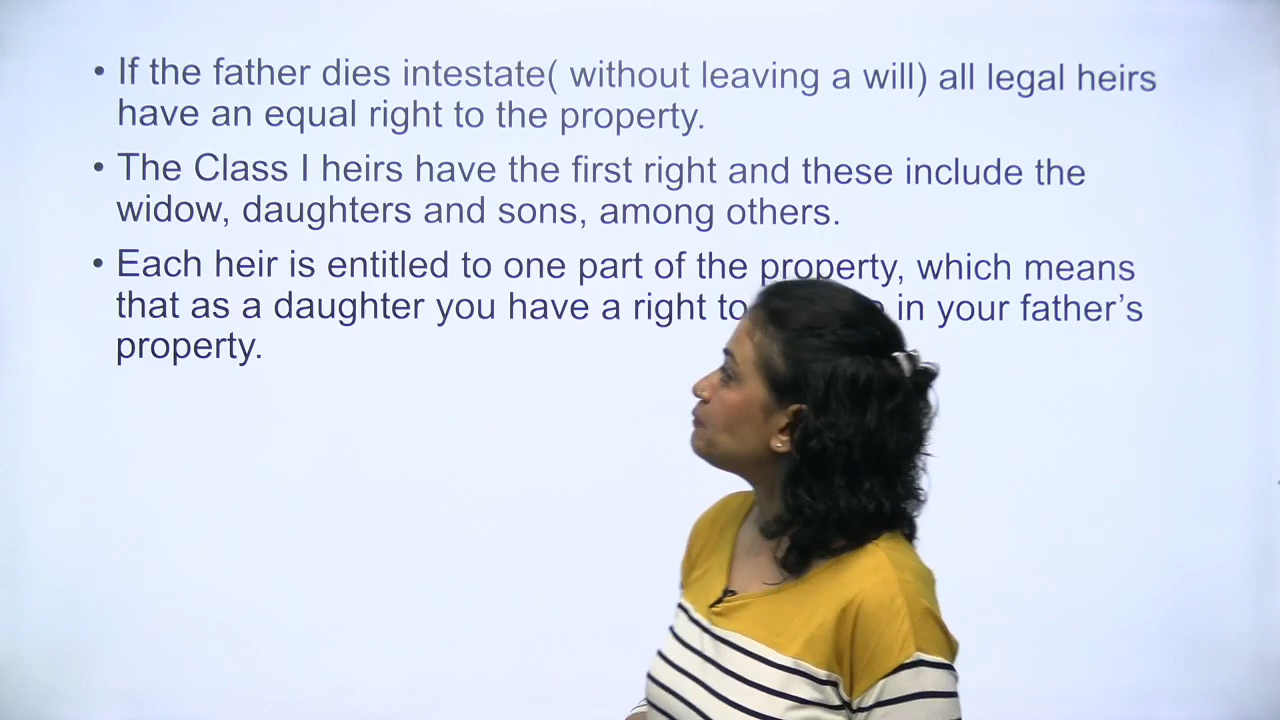 • If the father dies intestate( without leaving a will) all legal heirs
have an equal right to the property.
• The Class I heirs have the first right and these include the
widow, daughters and sons, among others.
• Each heir is entitled to one part of the property, which means
that as a daughter you have a right to in your father’s
property.